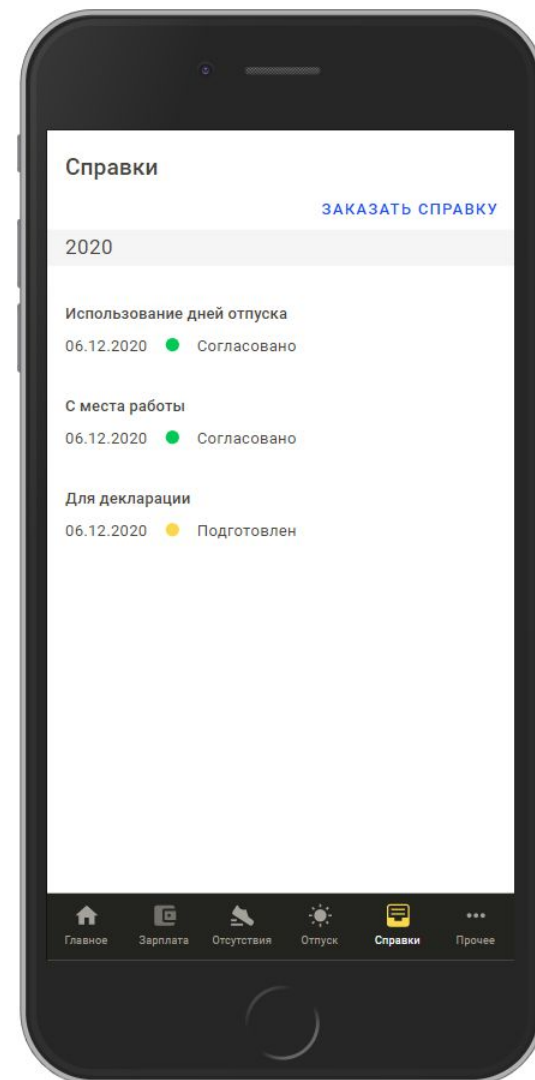 Справки
ЗАКАЗАТЬ СПРАВКУ
2020
Использование дней отпуска
06.12.2020 Согласовано
С места работы
06.12.2020 Согласовано
Для декларации
06.12.2020 Подготовлен
Главное Зарплата Отсутствия Отпуск Справки Прочее